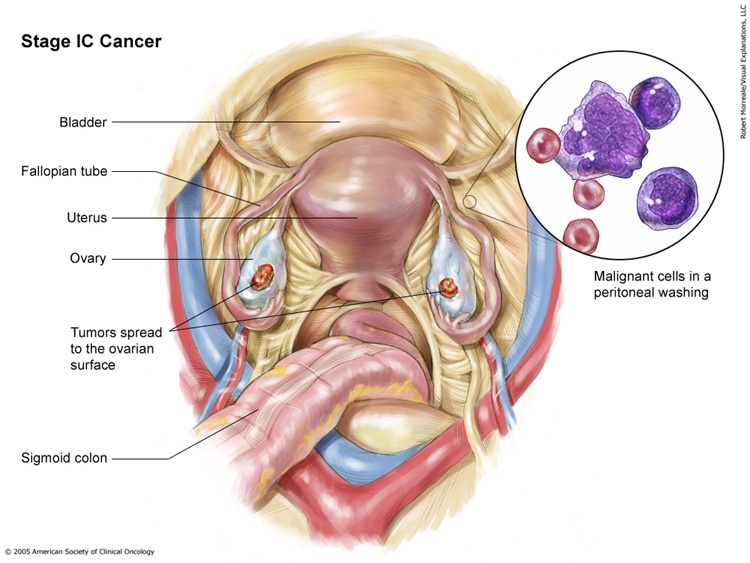 Stage IC Cancer
Robert Morreale/Visual Explanations, LLC
Bladder
Fallopian tube
Uterus
Ovary
Malignant cells in a
peritoneal washing
Tumors spread
to the ovarian
surface
Sigmoid colon
© 2005 American Society of Clinical Oncology